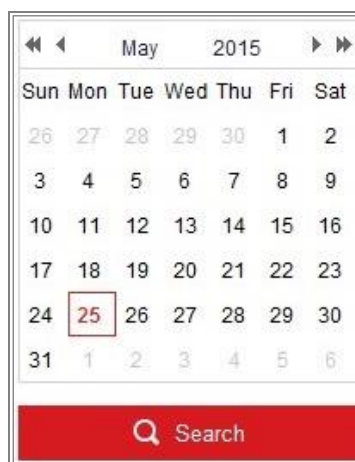 May 2015
Sun Mon Tue Wed Thu Fri Sat
26 27 28 29 30 1 2
3 4 5 6 7 8 9
10 11 12 13 14 15 16
17 18 19 20 21 22 23
24 25 26 27 28 29 30
31 1 2 3 4 5 6
Search